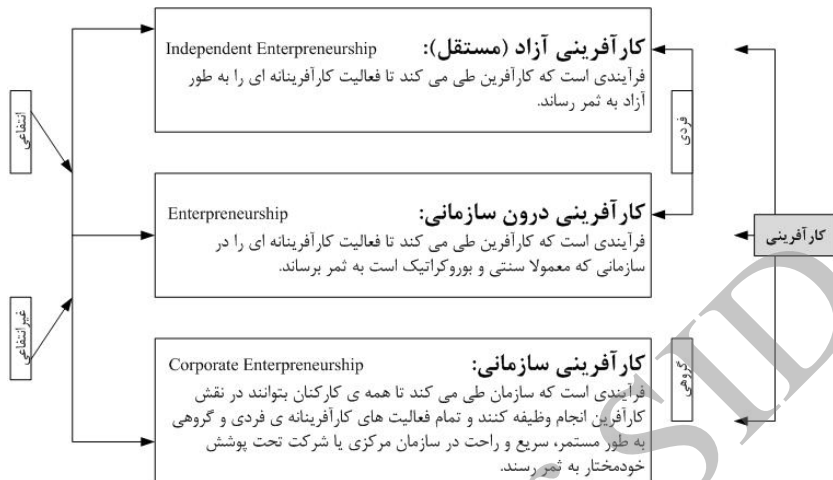 کارآفرینی آزاد (مستقل): Independent Enterpreneurship
فرآیندی است که کارآفرین طی می کند تا فعالیت کارآفرینانه ای را به طور
آزاد به ثمر رساند.
انتفاعی
فردی
کارآفرینی درون سازمانی: Enterpreneurship
فرآیندی است که کارآفرین طی می کند تا فعالیت کارآفرینانه ای را در
سازمانی که معمولا سنتی و بوروکراتیک است به ثمر برساند.
کارآفرینی
غیرانتفاعی
کارآفرینی سازمانی: Corporate Enterpreneurship
فرآیندی است که سازمان طی می کند تا همه ی کارکنان بتوانند در نقش
کارآفرین انجام وظیفه کنند و تمام فعالیت های کارآفرینانه ی فردی و گروهی
به طور مستمر، سریع و راحت در سازمان مرکزی یا شرکت تحت پوشش
خودمختار به ثمر رسند.
گروهی
SID